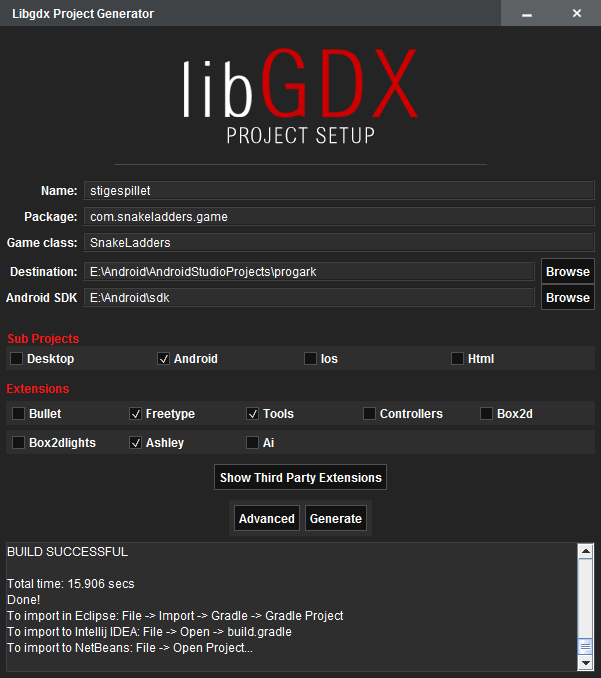 Libgdx Project Generator
libGDX
PROJECT SETUP
Name: stigespillet
Package: com.snakeladders.game
Game class: SnakeLadders
Destination: E:\Android\AndroidStudioProjects\progark Browse
Android SDK E:\Android\sdk Browse
Sub Projects
Desktop Android Ios Html
Extensions
Bullet Freetype Tools Controllers Box2d
Box2dlights Ashley Ai
Show Third Party Extensions
Advanced Generate
BUILD SUCCESSFUL
Total time: 15.906 secs
Done!
To import in Eclipse: File -> Import -> Gradle -> Gradle Project
To import to Intellij IDEA: File -> Open -> build.gradle
To import to NetBeans: File -> Open Project...